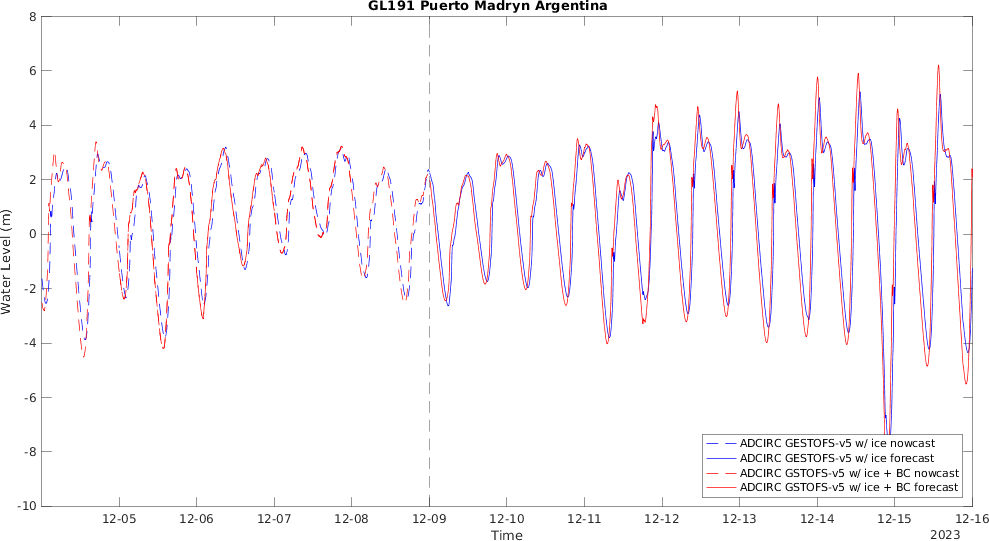 GL191 Puerto Madryn Argentina
8
6
4
2
0
-2
-4
-6
-8
-10
Water Level (m)
12-05 12-06 12-07 12-08 12-09 12-10 12-11 12-12 12-13 12-14 12-15 12-16
Time
2023
ADCIRC GESTOFS-v5 w/ ice nowcast
ADCIRC GESTOFS-v5 w/ ice forecast
ADCIRC GSTOFS-v5 w/ ice + BC nowcast
ADCIRC GSTOFS-v5 w/ ice + BC forecast